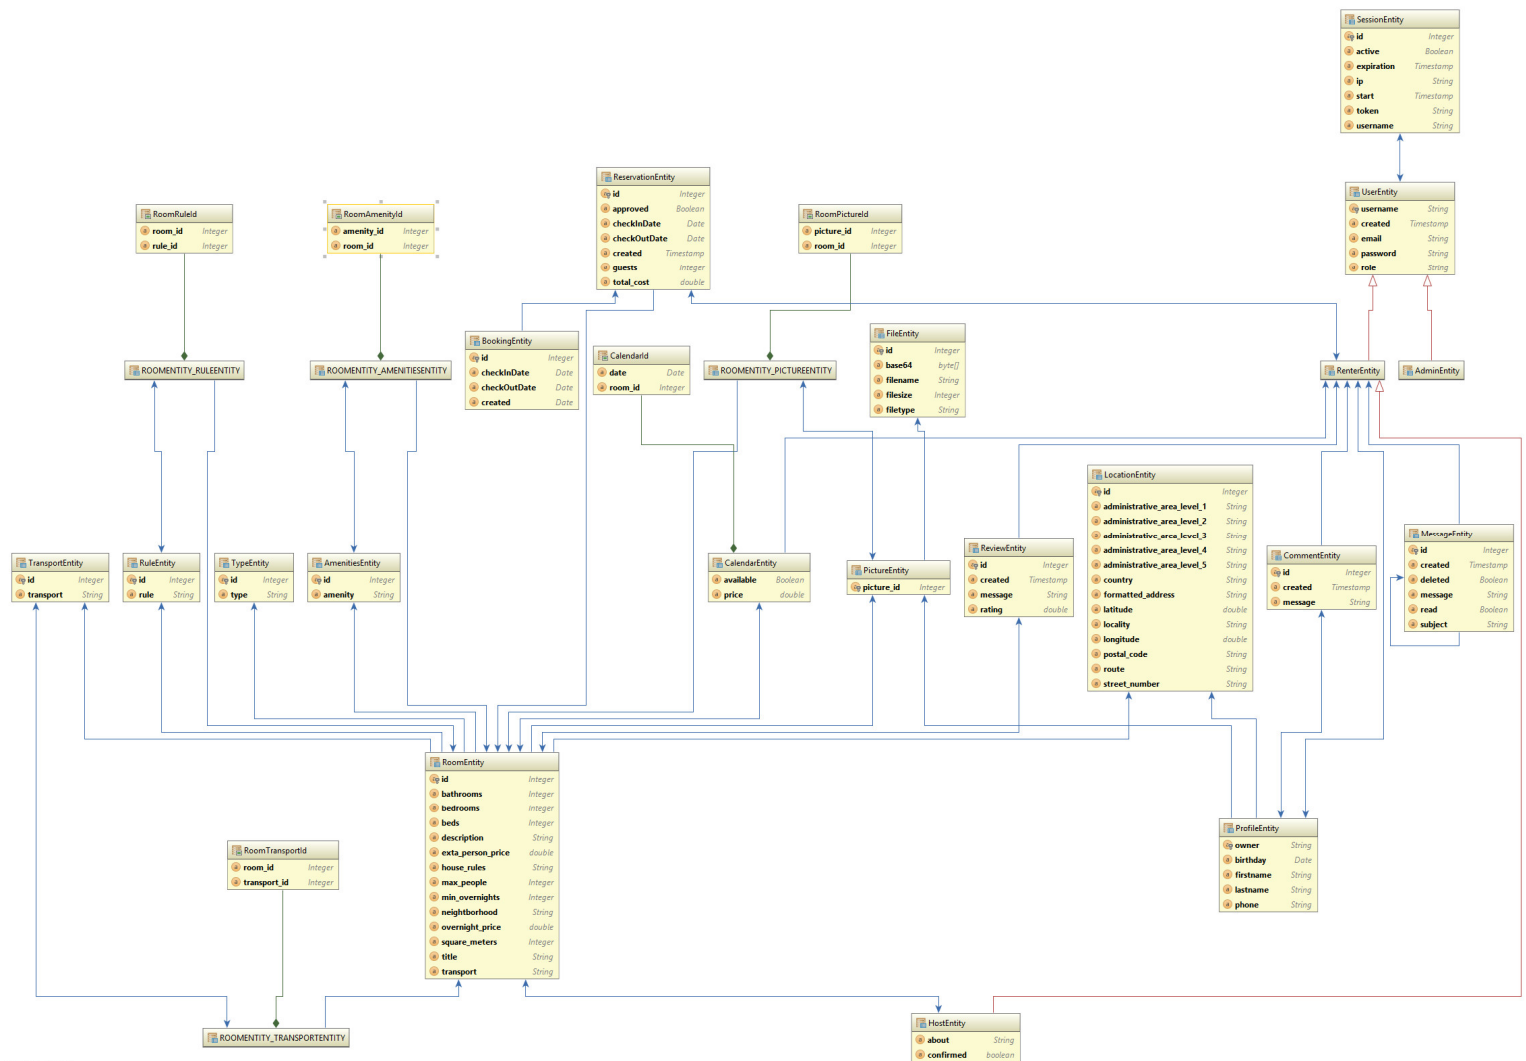 SessionEntity
id Integer
active Boolean
expiration Timestamp
ip String
start Timestamp
token String
username String
ReservationEntity
id Integer
approved Boolean
checkInDate Date
checkOutDate Date
created Timestamp
guests Integer
total_cost double
UserEntity
username String
created Timestamp
email String
password String
role String
RoomRuleId
room_id Integer
rule_id Integer
RoomAmenityId
amenity_id Integer
room_id Integer
RoomPictureId
picture_id Integer
room_id Integer
BookingEntity
id Integer
checkInDate Date
checkOutDate Date
created Date
CalendarId
date Date
room_id Integer
FileEntity
id Integer
base64 byte[]
filename String
filesize Integer
filetype String
ROOMENTITY_RULEENTITY
ROOMENTITY_AMENITIESENTITY
ROOMENTITY_PICTUREENTITY
RenterEntity
AdminEntity
LocationEntity
id Integer
administrative_area_level_1 String
administrative_area_level_2 String
administrative_area_level_3 String
administrative_area_level_4 String
administrative_area_level_5 String
country String
formatted_address String
latitude double
locality String
longitude double
postal_code String
route String
street_number String
TransportEntity
id Integer
transport String
RuleEntity
id Integer
rule String
TypeEntity
id Integer
type String
AmenitiesEntity
id Integer
amenity String
CalendarEntity
available Boolean
price double
PictureEntity
picture_id Integer
ReviewEntity
id Integer
created Timestamp
message String
rating double
CommentEntity
id Integer
created Timestamp
message String
MessageEntity
id Integer
created Timestamp
deleted Boolean
message String
read Boolean
subject String
RoomEntity
id Integer
bathrooms Integer
bedrooms Integer
beds Integer
description String
exta_person_price double
house_rules String
max_people Integer
min_overnights Integer
neightborhood String
overnight_price double
square_meters Integer
title String
transport String
RoomTransportId
room_id Integer
transport_id Integer
ProfileEntity
owner String
birthday Date
firstname String
lastname String
phone String
ROOMENTITY_TRANSPORTENTITY
HostEntity
about String
confirmed boolean